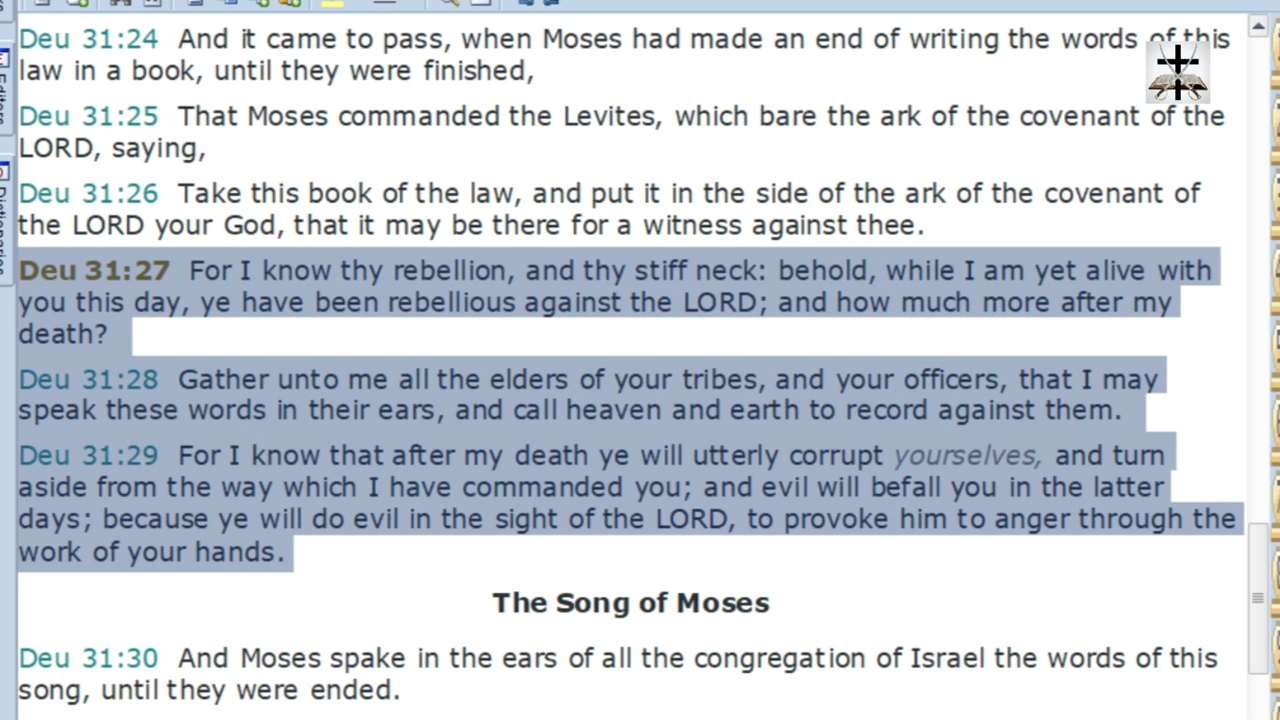 Deu 31:24 And it came to pass, when Moses had made an end of writing the words of this
law in a book, until they were finished,
Deu 31:25 That Moses commanded the Levites, which bare the ark of the covenant of the
LORD, saying,
Deu 31:26 Take this book of the law, and put it in the side of the ark of the covenant of
the LORD your God, that it may be there for a witness against thee.
Deu 31:27 For I know thy rebellion, and thy stiff neck: behold, while I am yet alive with
you this day, ye have been rebellious against the LORD; and how much more after my
death?
Deu 31:28 Gather unto me all the elders of your tribes, and your officers, that I may
speak these words in their ears, and call heaven and earth to record against them.
Deu 31:29 For I know that after my death ye will utterly corrupt yourselves, and turn
aside from the way which I have commanded you; and evil will befall you in the latter
days; because ye will do evil in the sight of the LORD, to provoke him to anger through the
work of your hands.
The Song of Moses
Deu 31:30 And Moses spake in the ears of all the congregation of Israel the words of this
song, until they were ended.
Editors
Dictionaries